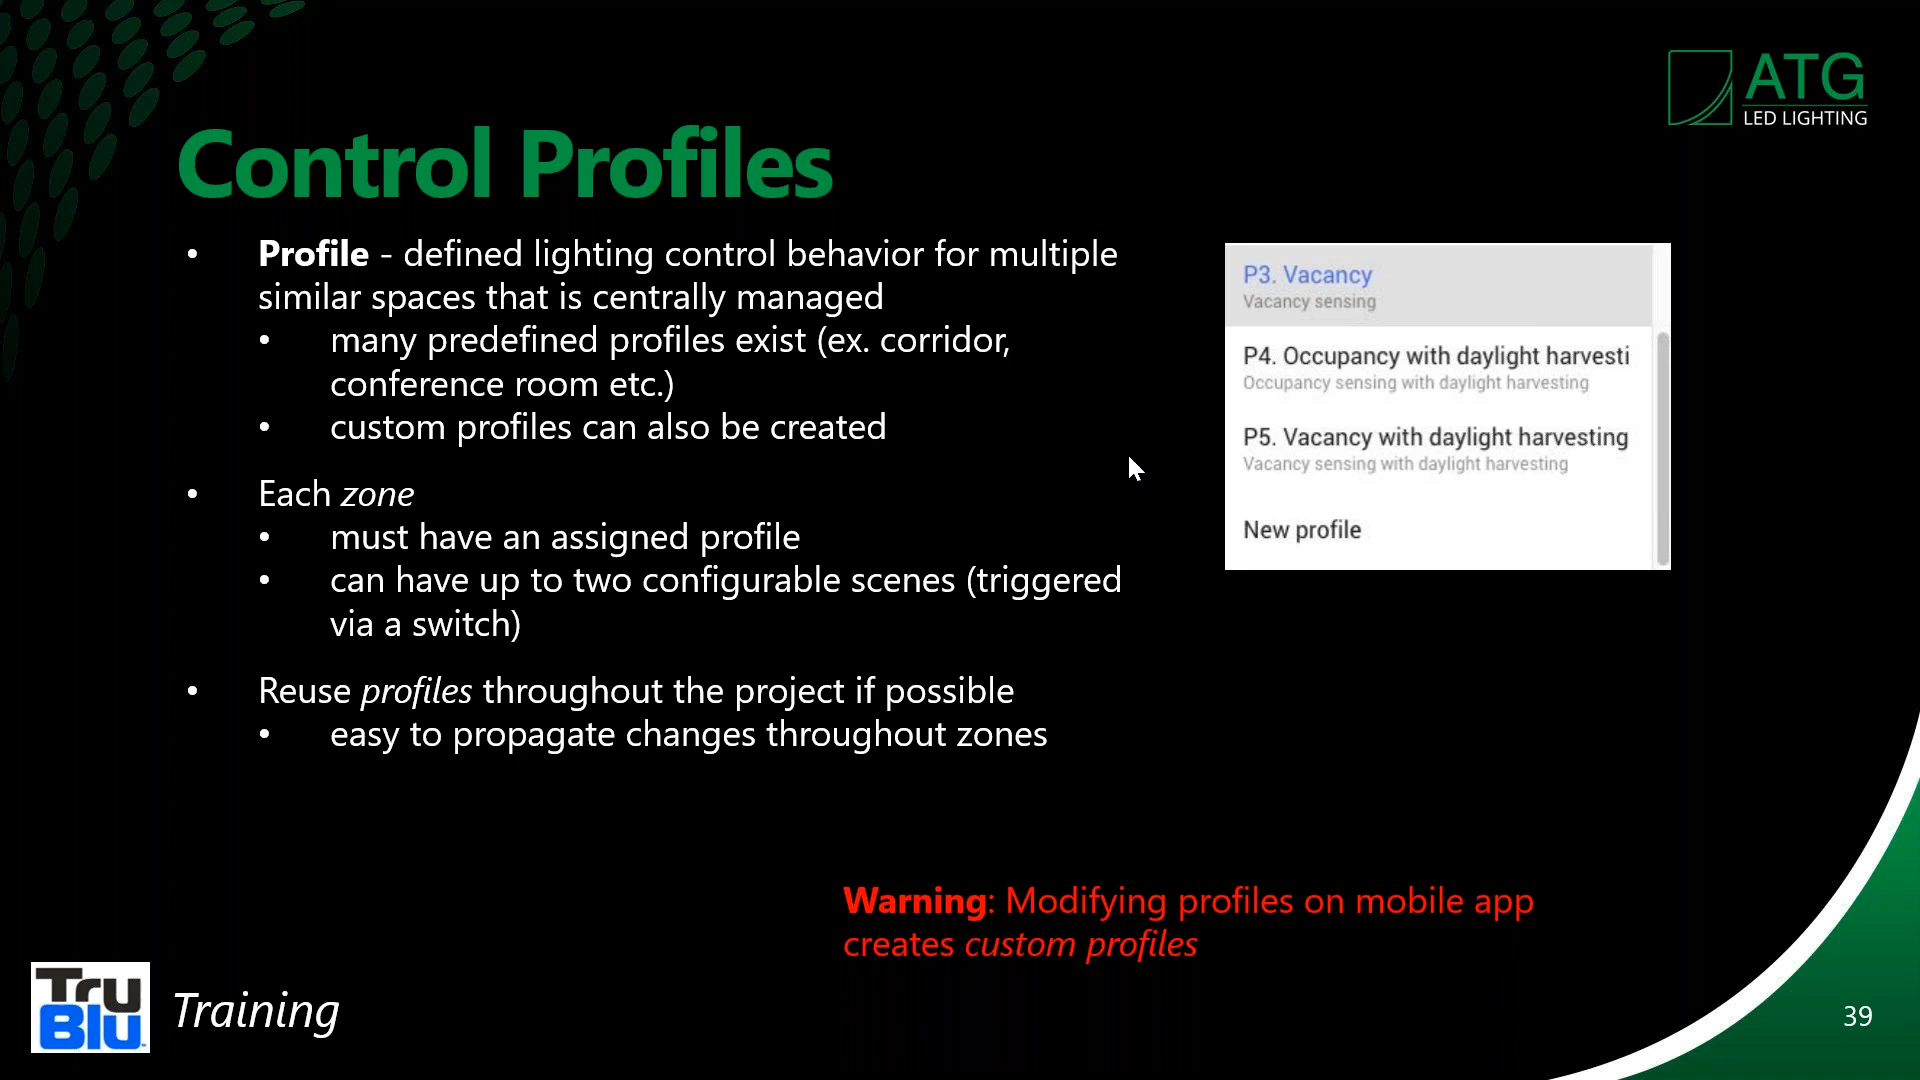 ATG
LED LIGHTING
Control Profiles
• Profile - defined lighting control behavior for multiple
similar spaces that is centrally managed
• many predefined profiles exist (ex. corridor,
conference room etc.)
• custom profiles can also be created
• Each zone
• must have an assigned profile
• can have up to two configurable scenes (triggered
via a switch)
• Reuse profiles throughout the project if possible
• easy to propagate changes throughout zones
P3. Vacancy
Vacancy sensing
P4. Occupancy with daylight harvesti
Occupancy sensing with daylight harvesting
P5. Vacancy with daylight harvesting
Vacancy sensing with daylight harvesting
New profile
Warning: Modifying profiles on mobile app
creates custom profiles
Tru
Blu
Training
39